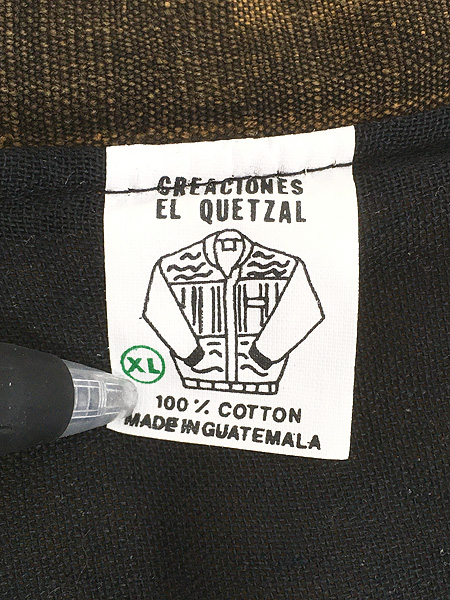 CREACIONES
EL QUETZAL
XL
100 % COTTON
MADE IN GUATEMALA